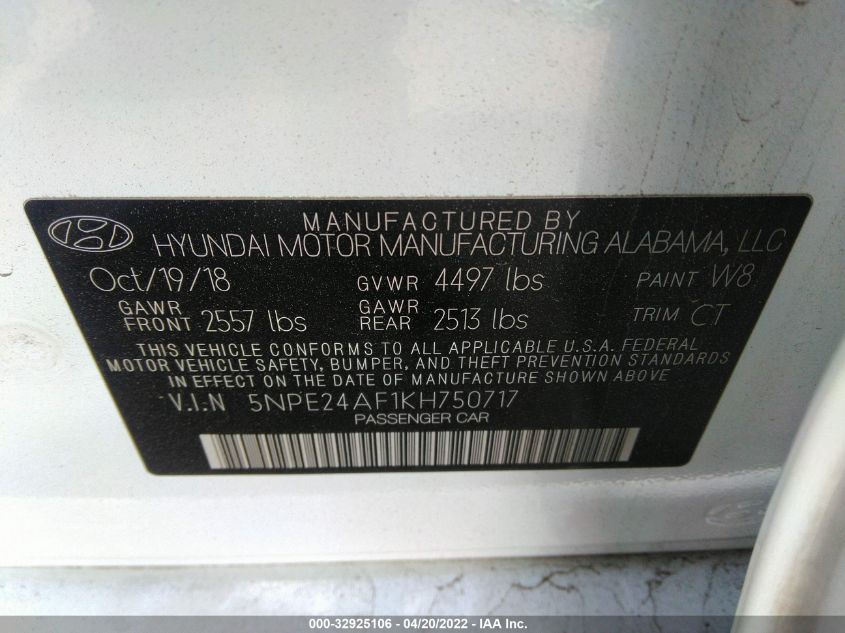 MANUFACTURED BY
HYUNDAI MOTOR MANUFACTURING ALABAMA, LLC
Oct/19/18 GVWR 4497 lbs PAINT W8
GAWR FRONT 2557 lbs GAWR REAR 2513 lbs TRIM CT
THIS VEHICLE CONFORMS TO ALL APPLICABLE U.S.A. FEDERAL
MOTOR VEHICLE SAFETY, BUMPER, AND THEFT PREVENTION STANDARDS
IN EFFECT ON THE DATE OF MANUFACTURE SHOWN ABOVE
V.I.N 5NPE24AF1KH750717
PASSENGER CAR
000-32925106 - 04/20/2022 - IAA Inc.